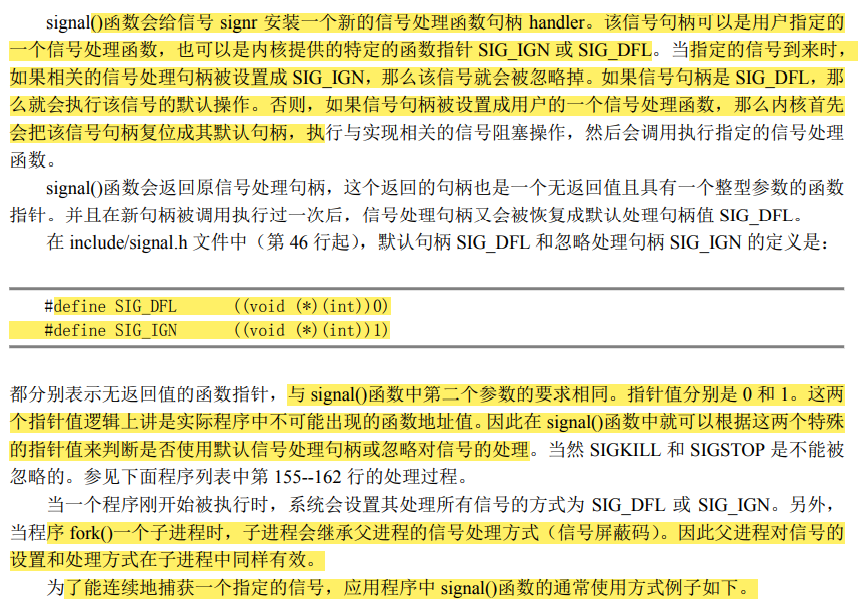 signal()函数会给信号 signr 安装一个新的信号处理函数句柄 handler。该信号句柄可以是用户指定的
一个信号处理函数，也可以是内核提供的特定的函数指针 SIG_IGN 或 SIG_DFL。当指定的信号到来时，
如果相关的信号处理句柄被设置成 SIG_IGN，那么该信号就会被忽略掉。如果信号句柄是 SIG_DFL，那
么就会执行该信号的默认操作。否则，如果信号句柄被设置成用户的一个信号处理函数，那么内核首先
会把该信号句柄复位成其默认句柄，执行与实现相关的信号阻塞操作，然后会调用执行指定的信号处理
函数。
signal()函数会返回原信号处理句柄，这个返回的句柄也是一个无返回值且具有一个整型参数的函数
指针。并且在新句柄被调用执行过一次后，信号处理句柄又会被恢复成默认处理句柄值 SIG_DFL。
在 include/signal.h 文件中（第 46 行起），默认句柄 SIG_DFL 和忽略处理句柄 SIG_IGN 的定义是：
#define SIG_DFL ((void (*)(int))0)
#define SIG_IGN ((void (*)(int))1)
都分别表示无返回值的函数指针，与 signal()函数中第二个参数的要求相同。指针值分别是 0 和 1。这两
个指针值逻辑上讲是实际程序中不可能出现的函数地址值。因此在 signal()函数中就可以根据这两个特殊
的指针值来判断是否使用默认信号处理句柄或忽略对信号的处理。当然 SIGKILL 和 SIGSTOP 是不能被
忽略的。参见下面程序列表中第 155--162 行的处理过程。
当一个程序刚开始被执行时，系统会设置其处理所有信号的方式为 SIG_DFL 或 SIG_IGN。另外，
当程序 fork()一个子进程时，子进程会继承父进程的信号处理方式（信号屏蔽码）。因此父进程对信号的
设置和处理方式在子进程中同样有效。
为了能连续地捕获一个指定的信号，应用程序中 signal()函数的通常使用方式例子如下。